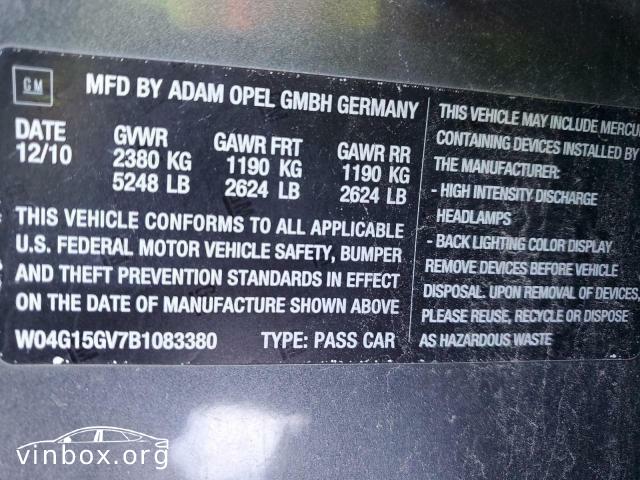 GM
MFD BY ADAM OPEL GMBH GERMANY
DATE
12/10
GVWR
2380 KG
5248 LB
GAWR FRT
1190 KG
2624 LB
GAWR RR
1190 KG
2624 LB
THIS VEHICLE CONFORMS TO ALL APPLICABLE
U.S. FEDERAL MOTOR VEHICLE SAFETY, BUMPER
AND THEFT PREVENTION STANDARDS IN EFFECT
ON THE DATE OF MANUFACTURE SHOWN ABOVE
W04G15GV7B1083380 TYPE: PASS CAR
THIS VEHICLE MAY INCLUDE MERCU
CONTAINING DEVICES INSTALLED BY
THE MANUFACTURER:
- HIGH INTENSITY DISCHARGE
HEADLAMPS
- BACK LIGHTING COLOR DISPLAY
REMOVE DEVICES BEFORE VEHICLE
DISPOSAL. UPON REMOVAL OF DEVICES,
PLEASE REUSE, RECYCLE OR DISPOSE
AS HAZARDOUS WASTE
vinbox.org